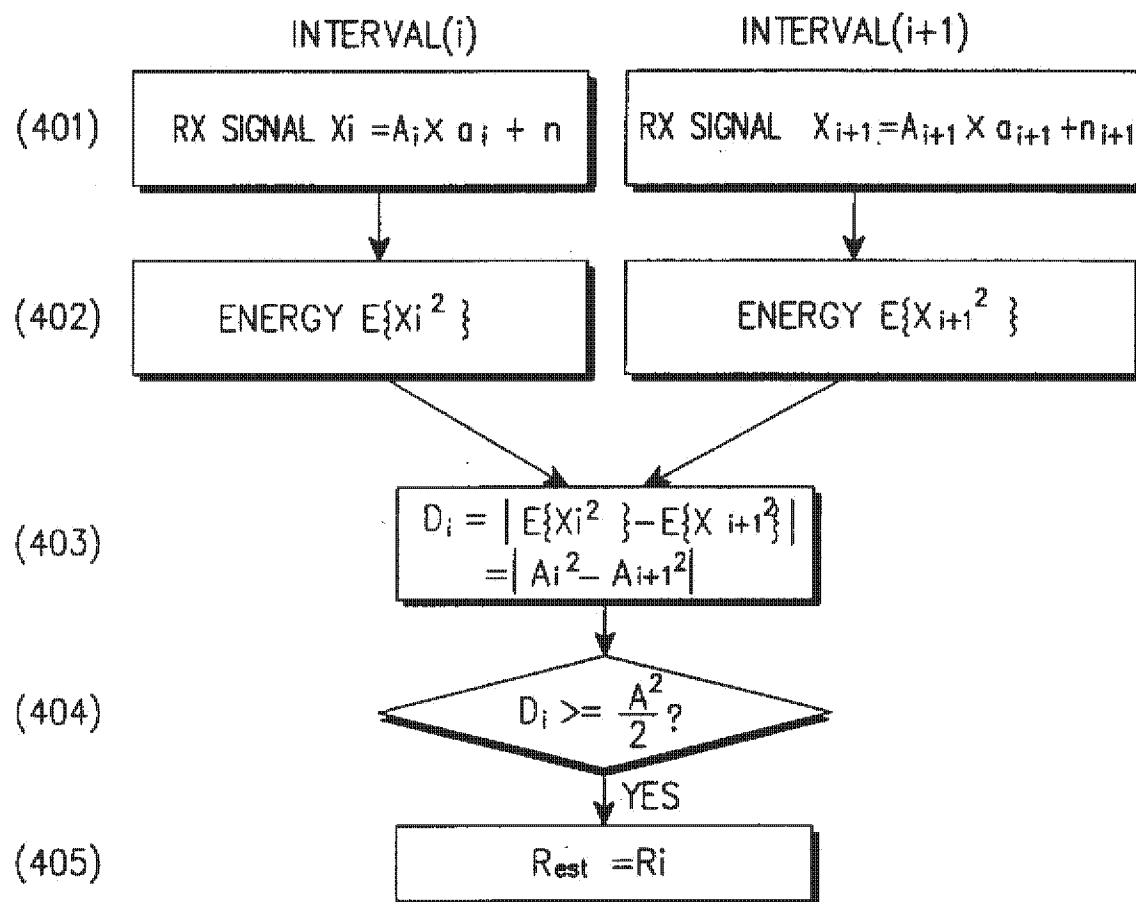 INTERVAL(i) INTERVAL(i+1)
(401) RX SIGNAL Xi =Aᵢ X aᵢ + n RX SIGNAL Xᵢ₊₁=Aᵢ₊₁ X aᵢ₊₁+nᵢ₊₁
(402) ENERGY E{Xi²} ENERGY E{Xᵢ₊₁²}
(403) Dᵢ = | E{Xi²}-E{Xᵢ₊₁²}|
=| Ai²- Aᵢ₊₁²|
(404) Dᵢ >= A²/2 ?
YES
(405) Rest =Ri